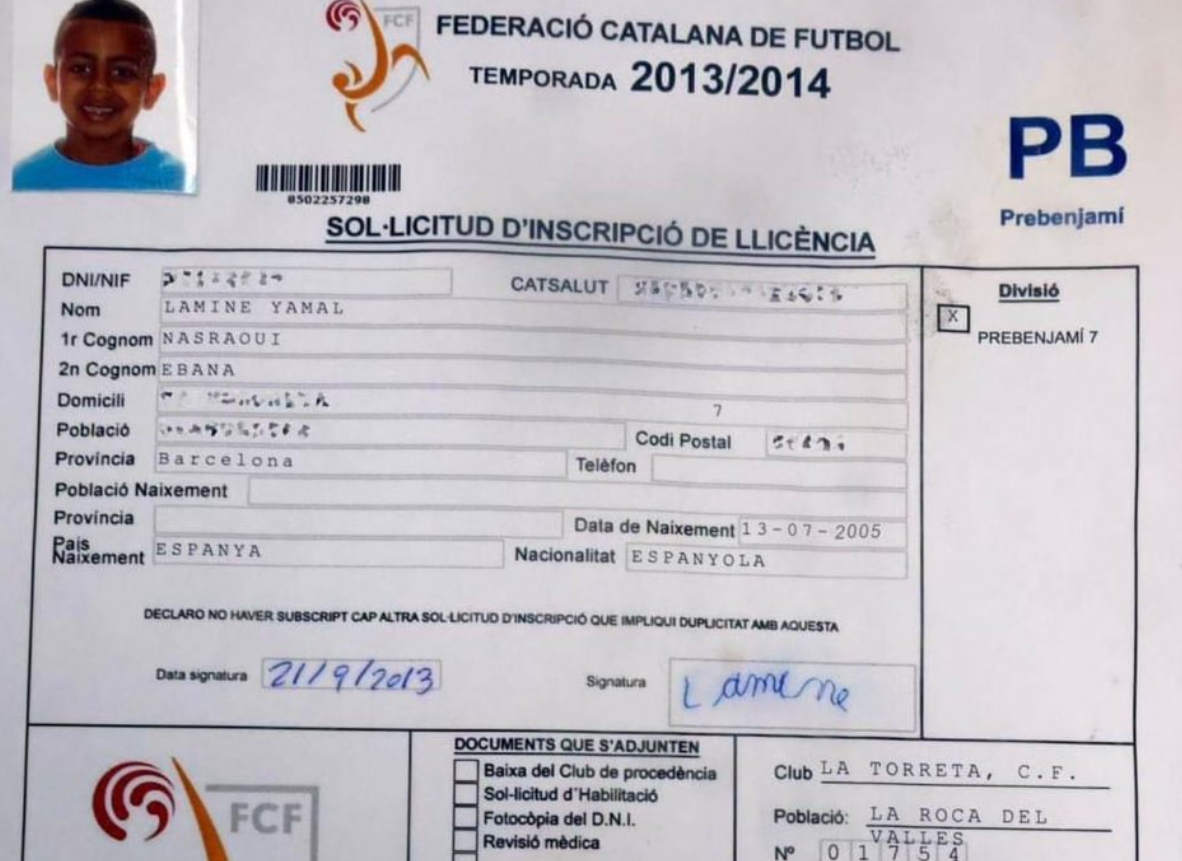 FCF
FEDERACIÓ CATALANA DE FUTBOL
TEMPORADA 2013/2014
PB
Prebenjamí
8502257298
SOL·LICITUD D'INSCRIPCIÓ DE LLICÈNCIA
DNI/NIF
CATSALUT
Divisió
Nom LAMINE YAMAL
X
PREBENJAMÍ 7
1r Cognom NASRAOUI
2n Cognom EBANA
Domicili 7
Població
Codi Postal
Província Barcelona Telèfon
Població Naixement
Província Data de Naixement 13-07-2005
País Naixement ESPANYA Nacionalitat ESPANYOLA
DECLARO NO HAVER SUBSCRIPT CAP ALTRA SOL·LICITUD D'INSCRIPCIÓ QUE IMPLIQUI DUPLICITAT AMB AQUESTA
Data signatura 21/9/2013 Signatura Lamine
FCF
DOCUMENTS QUE S'ADJUNTEN
Baixa del Club de procedència
Sol·licitud d'Habilitació
Fotocòpia del D.N.I.
Revisió mèdica
Club LA TORRETA, C.F.
Població: LA ROCA DEL
VALLES
Nº 01754